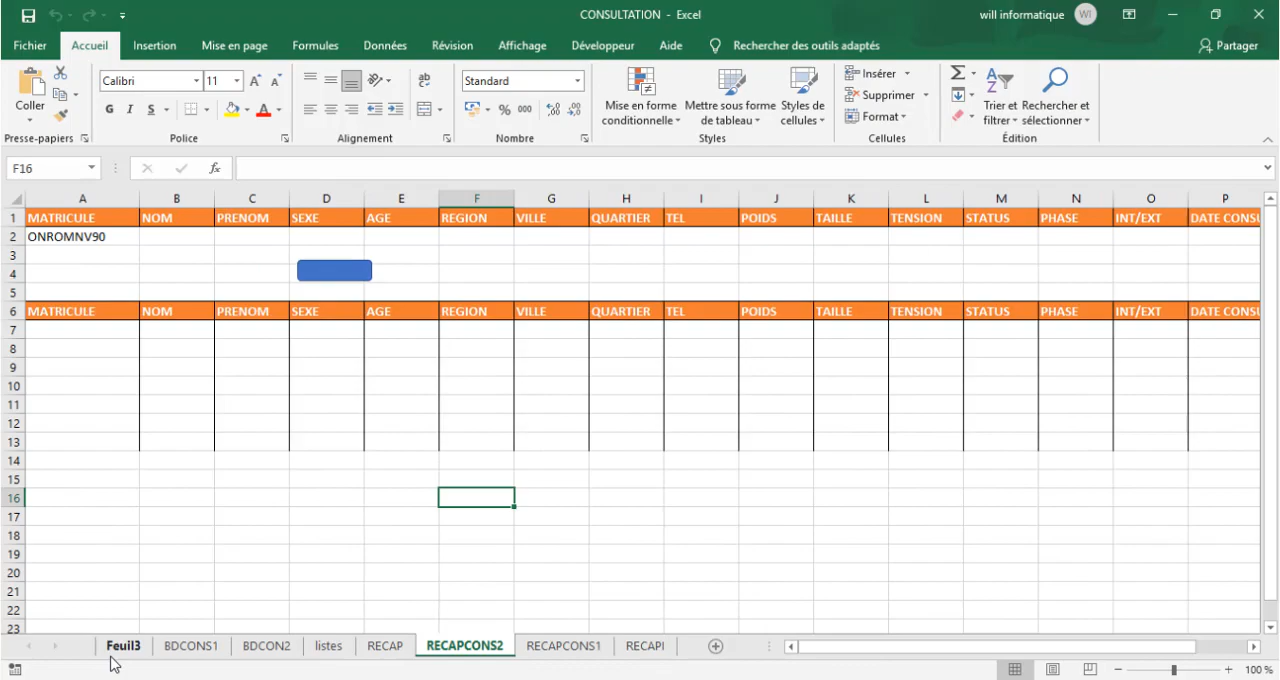 CONSULTATION - Excel
will informatique WI
Fichier Accueil Insertion Mise en page Formules Données Révision Affichage Développeur Aide Rechercher des outils adaptés Partager
Coller
Presse-papiers
Calibri 11
G I S A
Police
ab
Alignement
Standard
% 000
Nombre
Mise en forme conditionnelle
Mettre sous forme de tableau
Styles de cellules
Styles
Insérer
Supprimer
Format
Cellules
Σ
Trier et filtrer
Rechercher et sélectionner
Édition
F16 fx
A B C D E F G H I J K L M N O P
1 MATRICULE NOM PRENOM SEXE AGE REGION VILLE QUARTIER TEL POIDS TAILLE TENSION STATUS PHASE INT/EXT DATE CONSU
2 ONROMNV90
3
4
5
6 MATRICULE NOM PRENOM SEXE AGE REGION VILLE QUARTIER TEL POIDS TAILLE TENSION STATUS PHASE INT/EXT DATE CONSU
7
8
9
10
11
12
13
14
15
16
17
18
19
20
21
22
23
Feuil3 BDCONS1 BDCON2 listes RECAP RECAPCONS2 RECAPCONS1 RECAPI
100 %